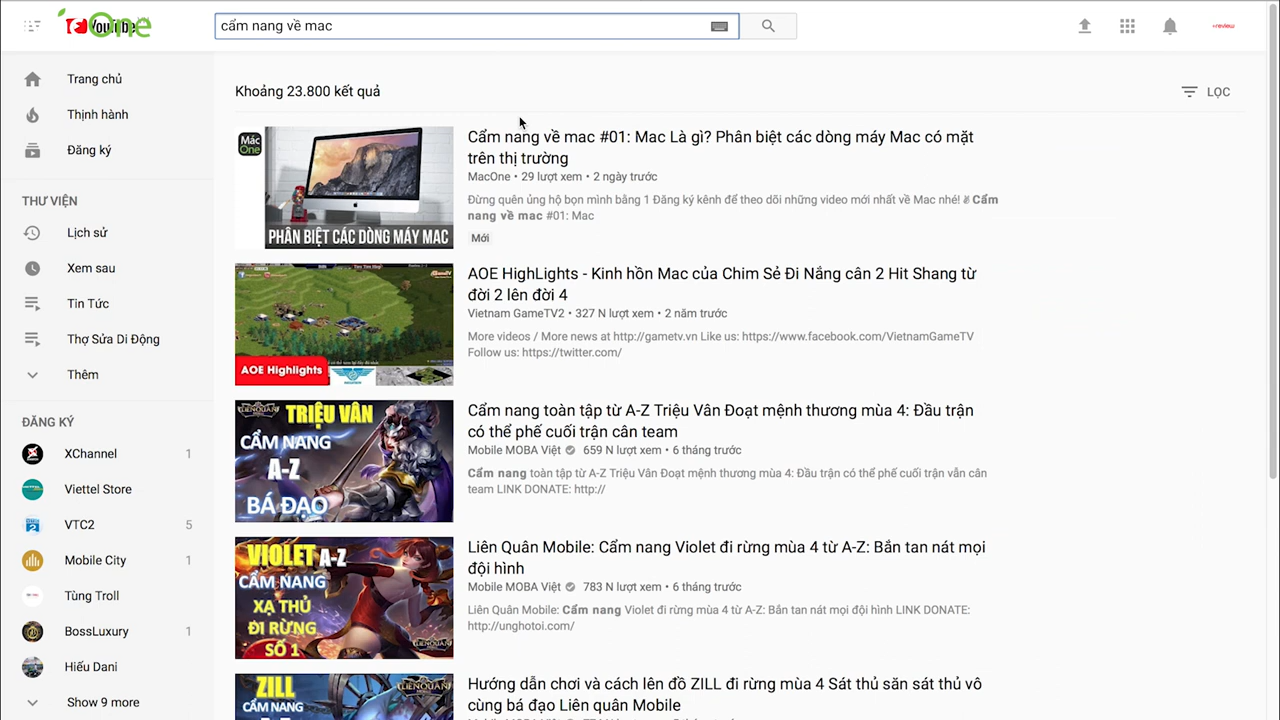 One
YouTube
cẩm nang về mac
Trang chủ
Thịnh hành
Đăng ký
THƯ VIỆN
Lịch sử
Xem sau
Tin Tức
Thợ Sửa Di Động
Thêm
ĐĂNG KÝ
XChannel 1
Viettel Store
VTC2 5
Mobile City 1
Tùng Troll
BossLuxury 1
Hiếu Dani
Show 9 more
Khoảng 23.800 kết quả
LỌC
Mác One
PHÂN BIỆT CÁC DÒNG MÁY MAC
Cẩm nang về mac #01: Mac Là gì? Phân biệt các dòng máy Mac có mặt
trên thị trường
MacOne • 29 lượt xem • 2 ngày trước
Đừng quên ủng hộ bọn mình bằng 1 Đăng ký kênh để theo dõi những video mới nhất về Mac nhé! Cẩm
nang về mac #01: Mac
Mới
AOE Highlights
AOE HighLights - Kinh hồn Mac của Chim Sẻ Đi Nắng cân 2 Hit Shang từ
đời 2 lên đời 4
Vietnam GameTV2 • 327 N lượt xem • 2 năm trước
More videos / More news at http://gametv.vn Like us: https://www.facebook.com/VietnamGameTV
Follow us: https://twitter.com/
LIENQUAN
TRIỆU VÂN
CẨM NANG
A-Z
BÁ ĐẠO
Cẩm nang toàn tập từ A-Z Triệu Vân Đoạt mệnh thương mùa 4: Đầu trận
có thể phế cuối trận cân team
Mobile MOBA Việt 659 N lượt xem • 6 tháng trước
Cẩm nang toàn tập từ A-Z Triệu Vân Đoạt mệnh thương mùa 4: Đầu trận có thể phế cuối trận vẫn cân
team LINK DONATE: http://
VIOLET A-Z
CẨM NANG
XẠ THỦ
ĐI RỪNG
SỐ 1
LIENQUAN
Liên Quân Mobile: Cẩm nang Violet đi rừng mùa 4 từ A-Z: Bắn tan nát mọi
đội hình
Mobile MOBA Việt 783 N lượt xem • 6 tháng trước
Liên Quân Mobile: Cẩm nang Violet đi rừng mùa 4 từ A-Z: Bắn tan nát mọi đội hình LINK DONATE:
http://unghotoi.com/
ZILL
CẨM NANG
LIENQUAN
Hướng dẫn chơi và cách lên đồ ZILL đi rừng mùa 4 Sát thủ săn sát thủ vô
cùng bá đạo Liên quân Mobile